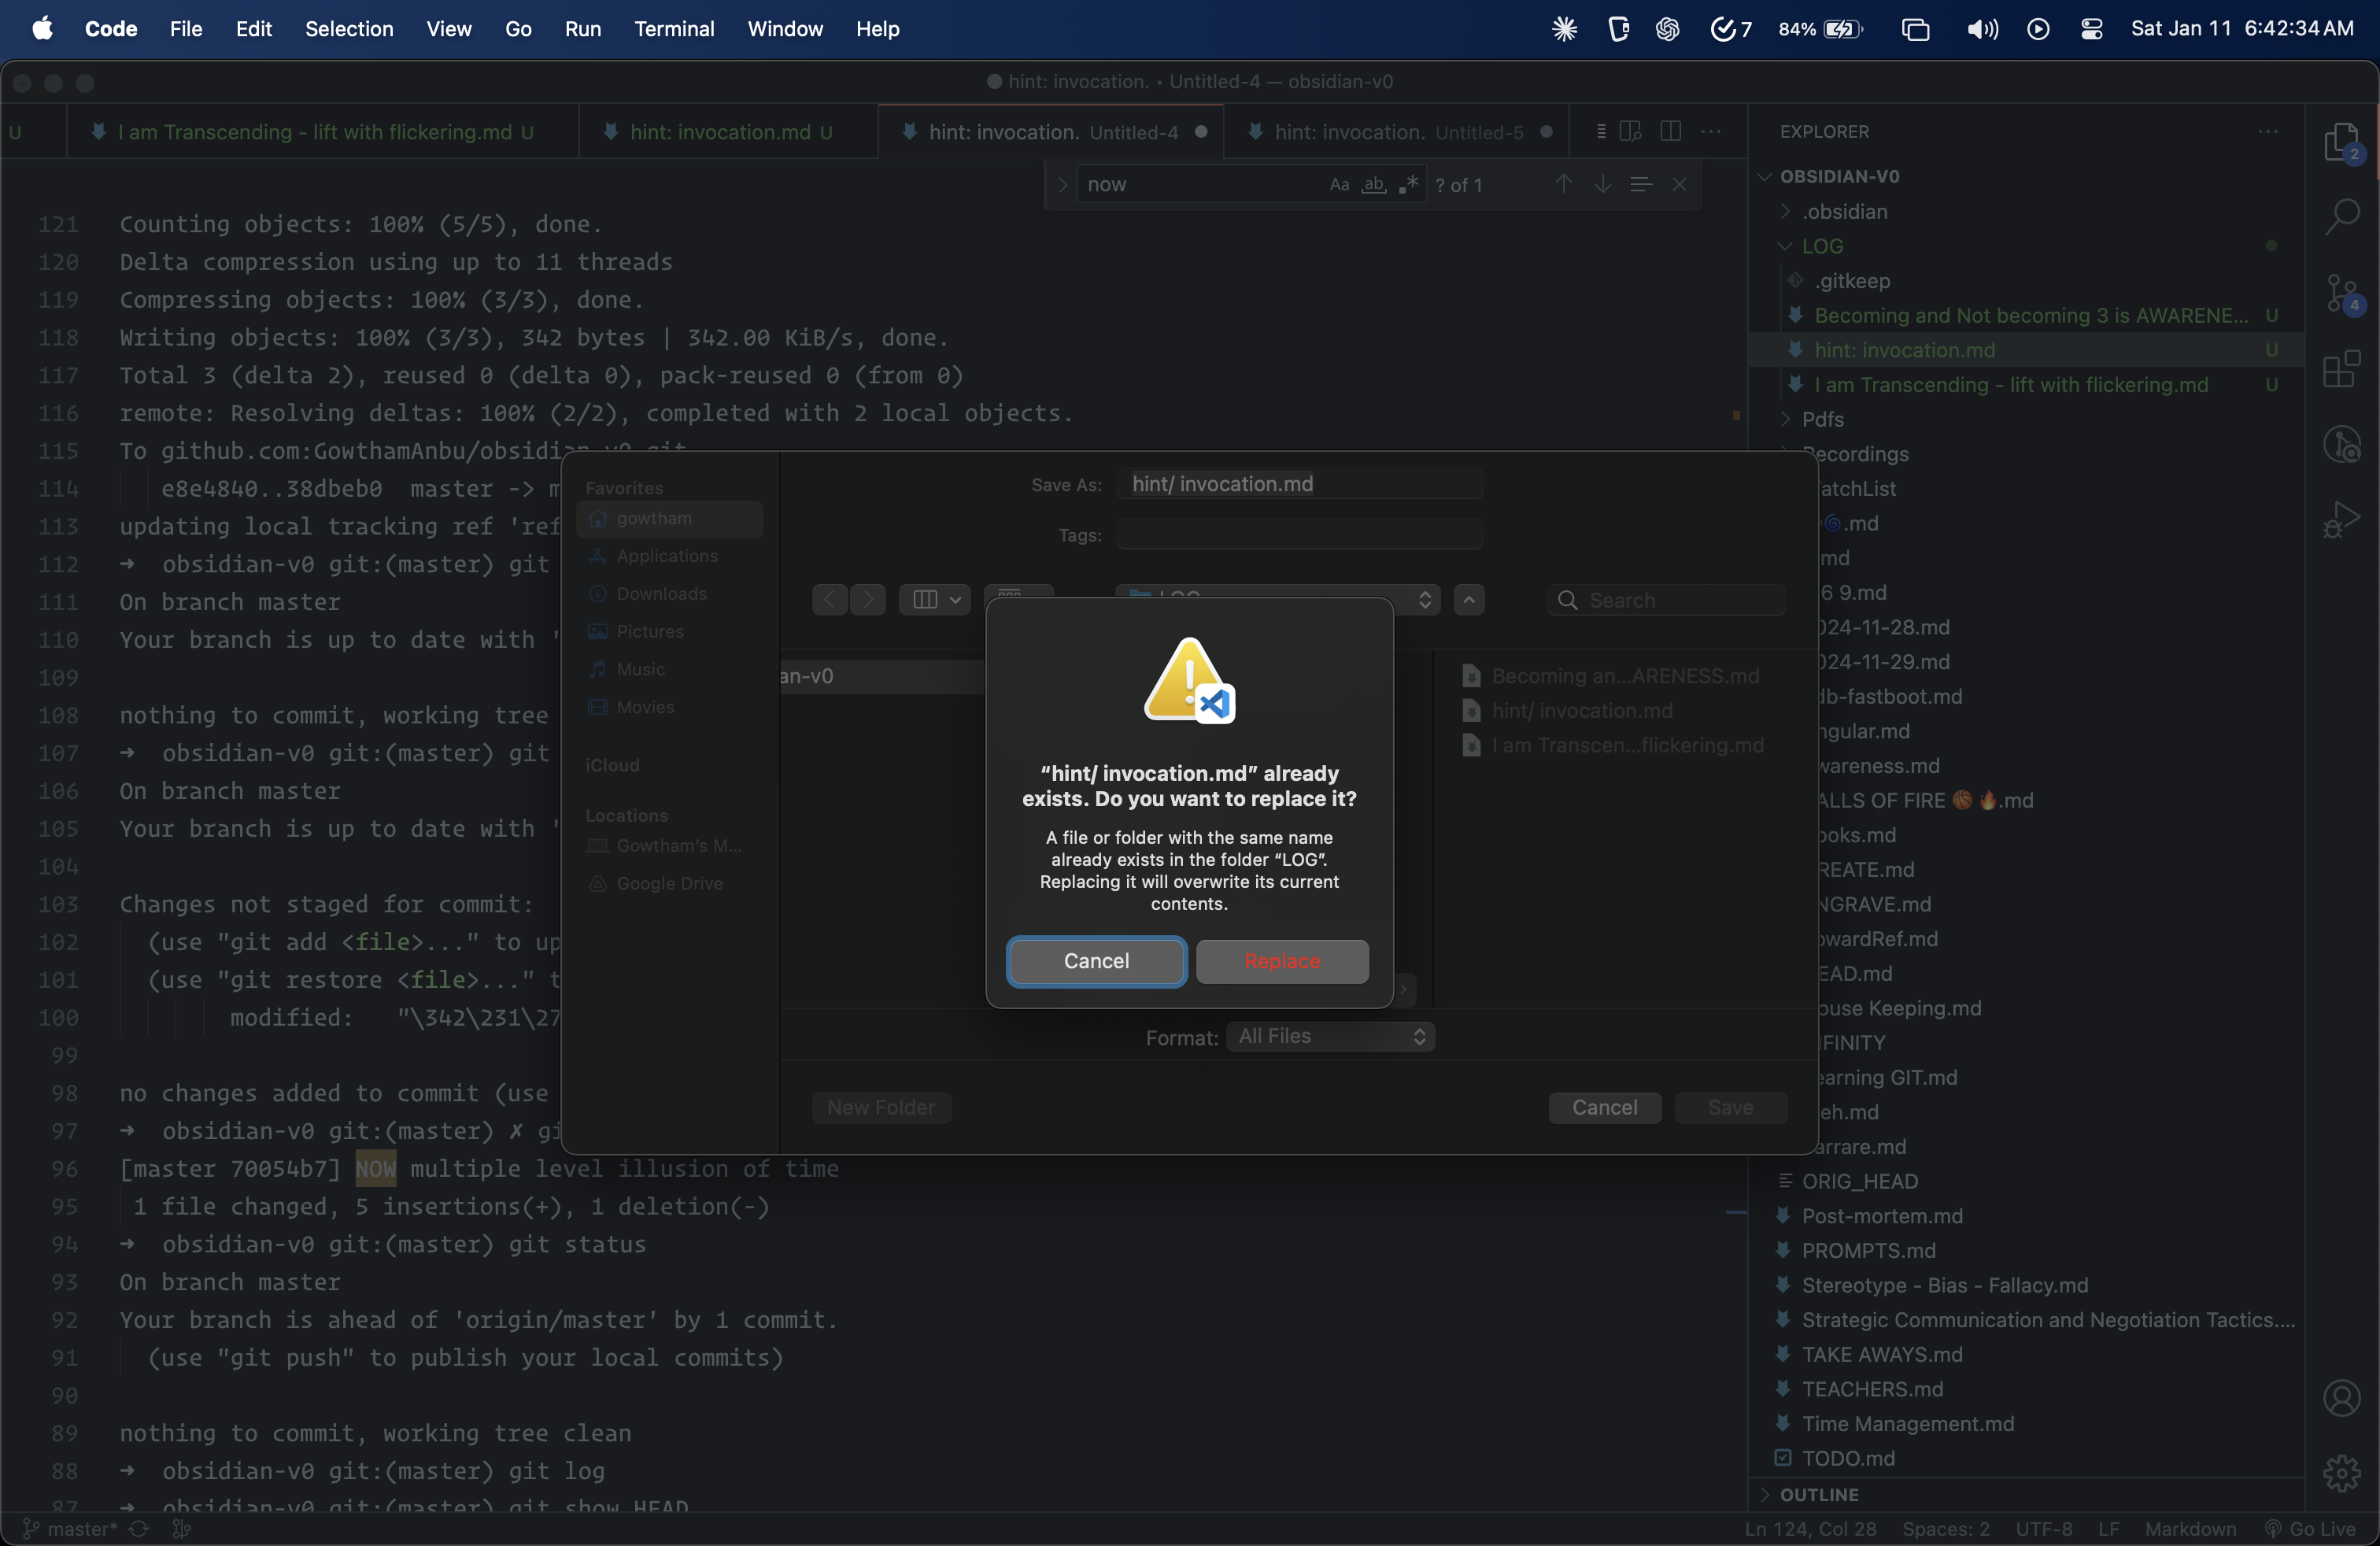 Code File Edit Selection View Go Run Terminal Window Help 7 84% Sat Jan 11 6:42:34 AM
hint: invocation. • Untitled-4 — obsidian-v0
U I am Transcending - lift with flickering.md U hint: invocation.md U hint: invocation. Untitled-4 hint: invocation. Untitled-5
now Aa ab ? of 1
121 Counting objects: 100% (5/5), done.
120 Delta compression using up to 11 threads
119 Compressing objects: 100% (3/3), done.
118 Writing objects: 100% (3/3), 342 bytes | 342.00 KiB/s, done.
117 Total 3 (delta 2), reused 0 (delta 0), pack-reused 0 (from 0)
116 remote: Resolving deltas: 100% (2/2), completed with 2 local objects.
115 To github.com:GowthamAnbu/obsidian-v0.git
114 e8e4840..38dbeb0 master -> m
113 updating local tracking ref 'ref
112 → obsidian-v0 git:(master) git
111 On branch master
110 Your branch is up to date with '
109
108 nothing to commit, working tree
107 → obsidian-v0 git:(master) git
106 On branch master
105 Your branch is up to date with '
104
103 Changes not staged for commit:
102 (use "git add <file>..." to up
101 (use "git restore <file>..." t
100 modified: "\342\231\27
99
98 no changes added to commit (use
97 → obsidian-v0 git:(master) ✗ gi
96 [master 70054b7] NOW multiple level illusion of time
95 1 file changed, 5 insertions(+), 1 deletion(-)
94 → obsidian-v0 git:(master) git status
93 On branch master
92 Your branch is ahead of 'origin/master' by 1 commit.
91 (use "git push" to publish your local commits)
90
89 nothing to commit, working tree clean
88 → obsidian-v0 git:(master) git log
87 → obsidian-v0 git:(master) git show HEAD
Favorites
gowtham
Applications
Downloads
Pictures
Music
Movies
iCloud
Locations
Gowtham's M...
Google Drive
Save As: hint/ invocation.md
Tags:
LOG
Search
an-v0
Becoming an...ARENESS.md
hint/ invocation.md
I am Transcen...flickering.md
“hint/ invocation.md” already
exists. Do you want to replace it?
A file or folder with the same name
already exists in the folder “LOG”.
Replacing it will overwrite its current
contents.
Cancel Replace
Format: All Files
New Folder Cancel Save
EXPLORER
OBSIDIAN-V0
.obsidian
LOG
.gitkeep
Becoming and Not becoming 3 is AWARENE... U
hint: invocation.md U
I am Transcending - lift with flickering.md U
Pdfs
Recordings
atchList
🌀.md
md
6 9.md
024-11-28.md
024-11-29.md
db-fastboot.md
ngular.md
wareness.md
ALLS OF FIRE 🏀🔥.md
ooks.md
REATE.md
NGRAVE.md
owardRef.md
EAD.md
ouse Keeping.md
FINITY
earning GIT.md
eh.md
arrare.md
ORIG_HEAD
Post-mortem.md
PROMPTS.md
Stereotype - Bias - Fallacy.md
Strategic Communication and Negotiation Tactics....
TAKE AWAYS.md
TEACHERS.md
Time Management.md
TODO.md
OUTLINE
2
4
master* Ln 124, Col 28 Spaces: 2 UTF-8 LF Markdown Go Live